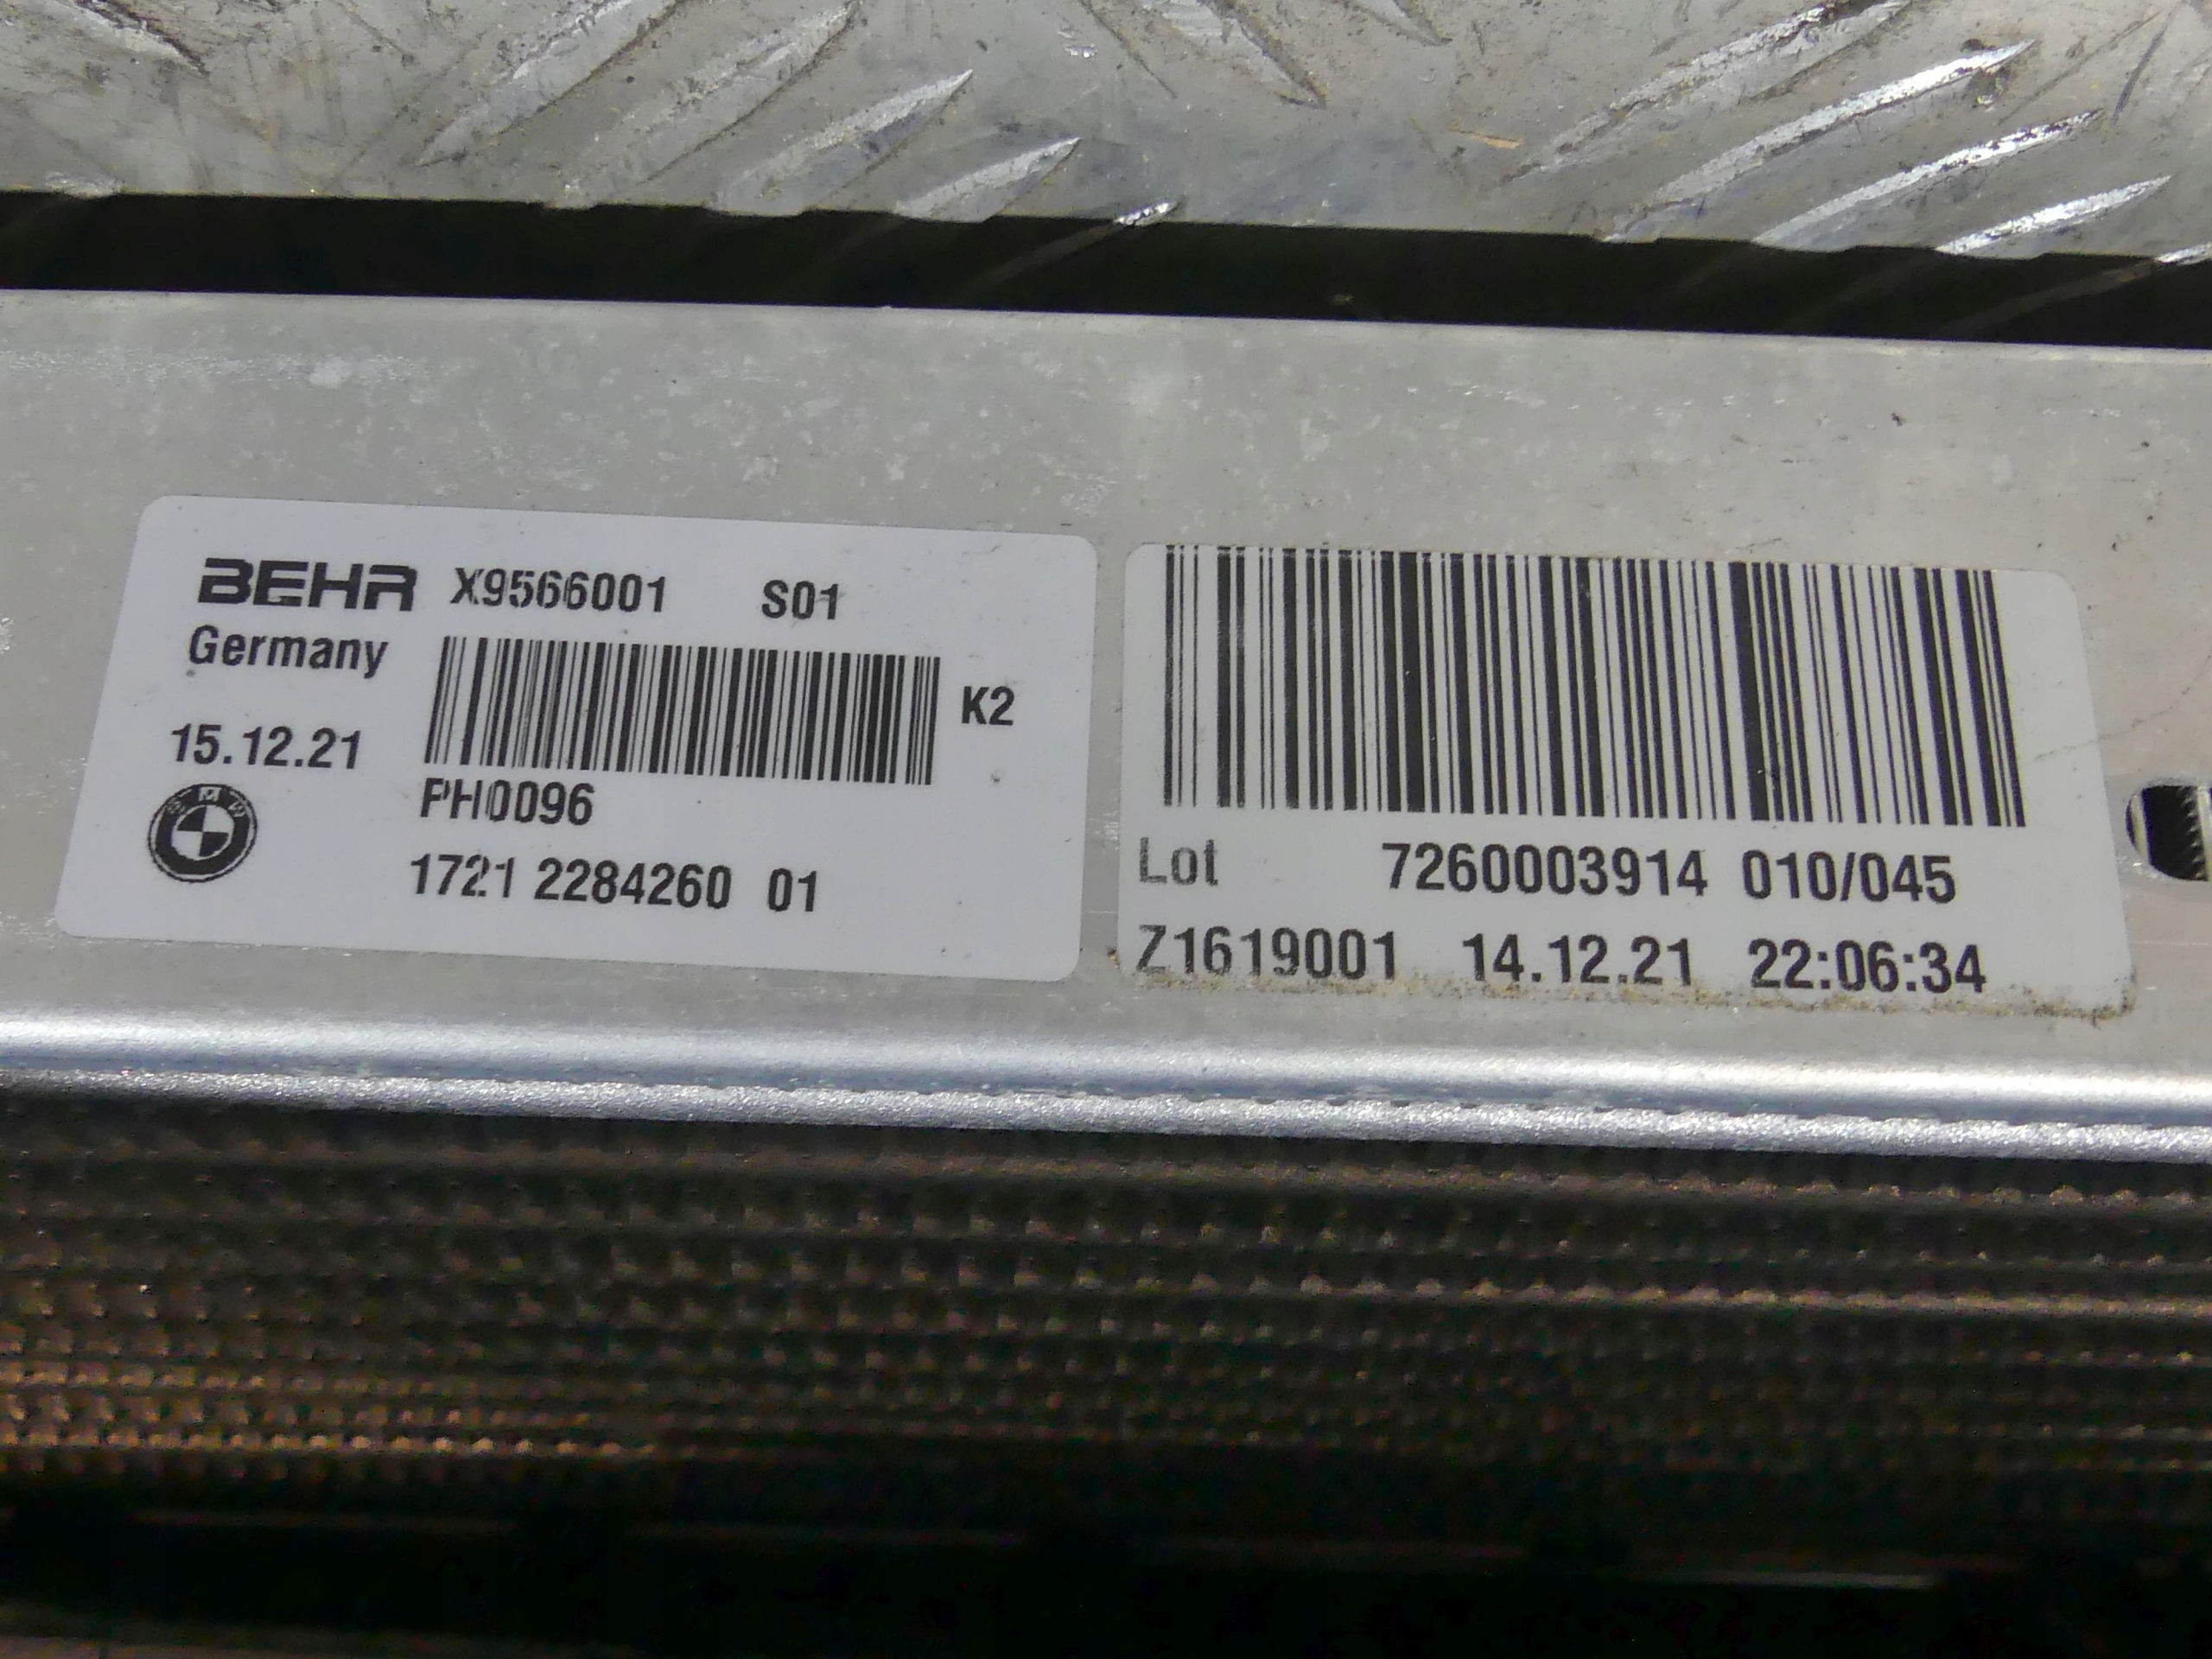 BEHR X9566001 S01
Germany
K2
15.12.21
PH0096
BMW
1721 2284260 01
Lot 7260003914 010/045
Z1619001 14.12.21 22:06:34